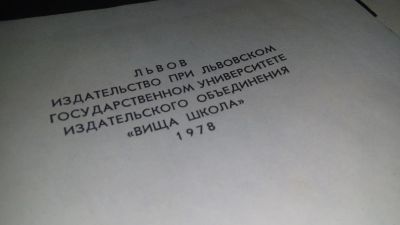 ЛЬВОВ
ИЗДАТЕЛЬСТВО ПРИ ЛЬВОВСКОМ
ГОСУДАРСТВЕННОМ УНИВЕРСИТЕТЕ
ИЗДАТЕЛЬСКОГО ОБЪЕДИНЕНИЯ
«ВИЩА ШКОЛА»
1978